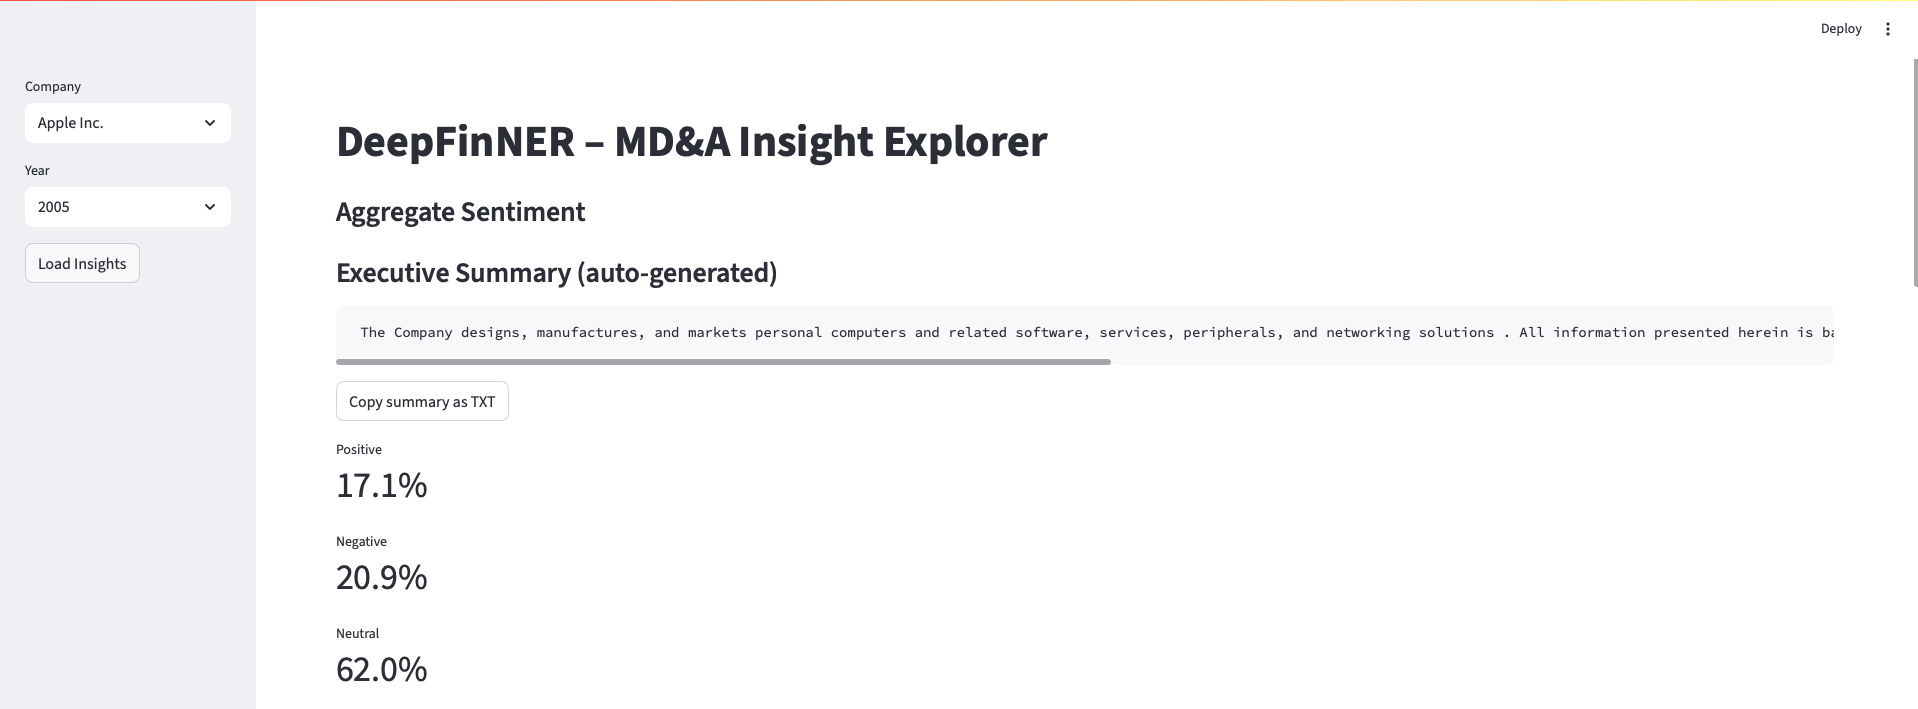 Deploy
Company
Apple Inc.
Year
2005
Load Insights
DeepFinNER – MD&A Insight Explorer
Aggregate Sentiment
Executive Summary (auto-generated)
The Company designs, manufactures, and markets personal computers and related software, services, peripherals, and networking solutions . All information presented herein is
Copy summary as TXT
Positive
17.1%
Negative
20.9%
Neutral
62.0%